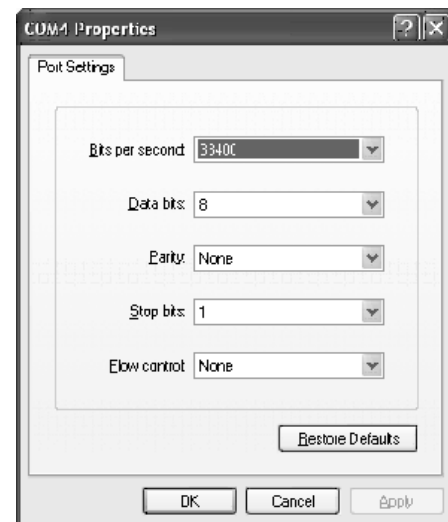 COM4 Properties
Port Settings
Bits per second:
Data bits: 8
Parity: None
Stop bits: 1
Flow control: None
Restore Defaults
OK Cancel Apply